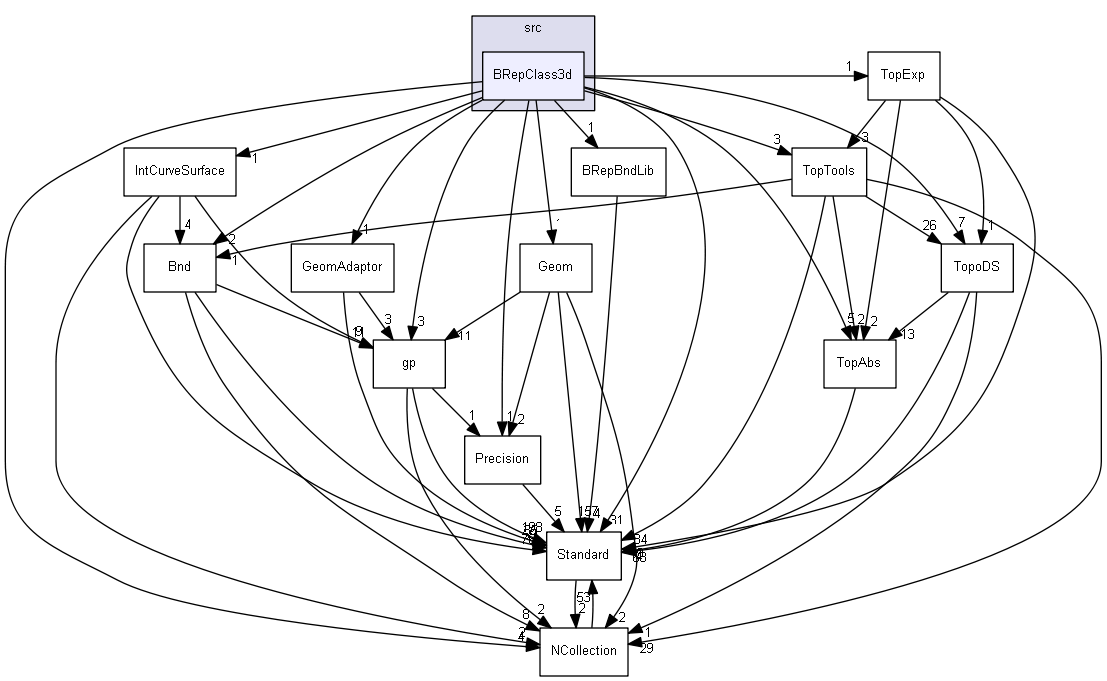 src
BRepClass3d
1
TopExp
1
3
3
IntCurveSurface
1
BRepBndLib
TopTools
4
2
1
1
26
7
1
Bnd
GeomAdaptor
Geom
TopoDS
3
3
11
5
2
2
13
gp
TopAbs
1
1
2
Precision
5
31
Standard
53
2
8
2
2
1
29
NCollection